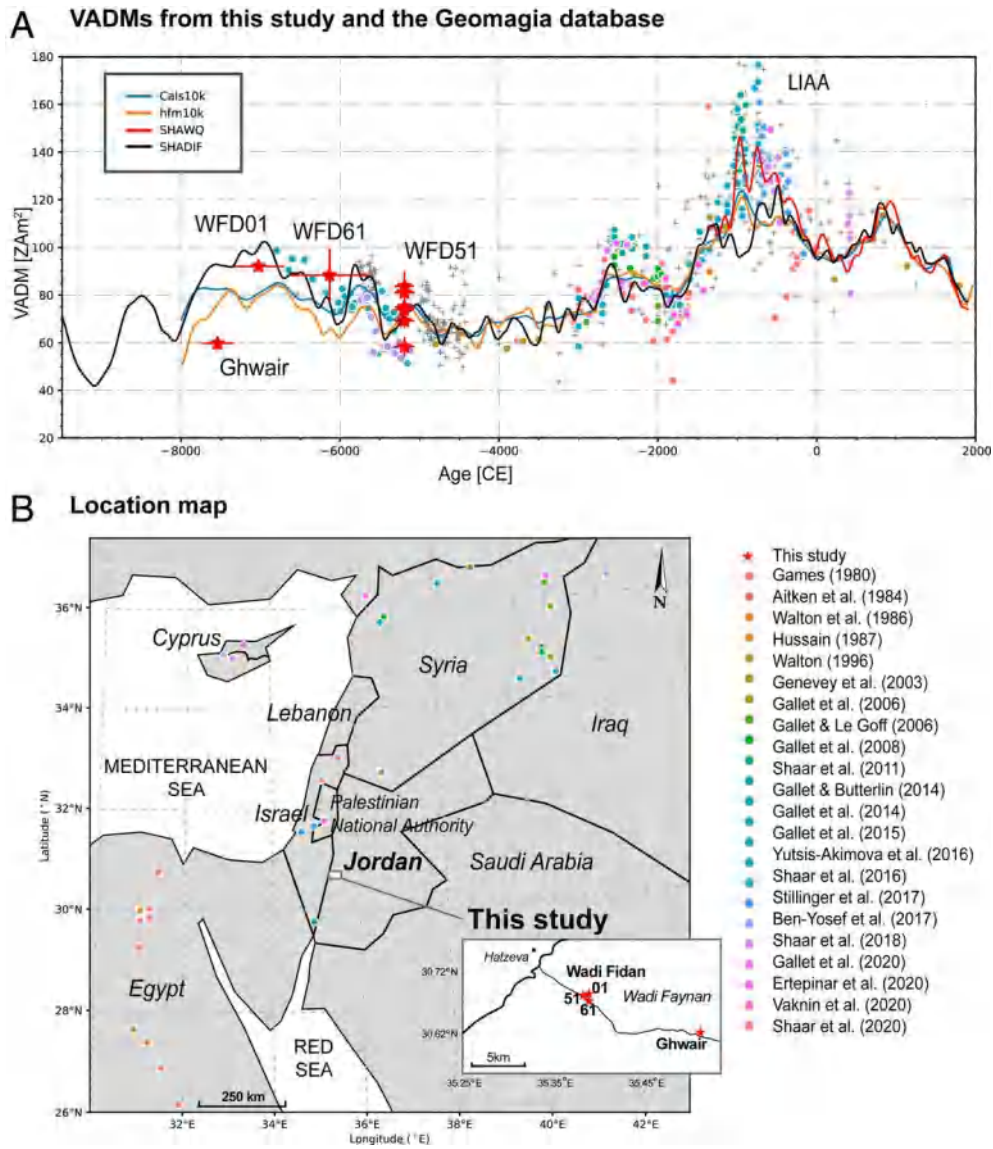 A VADMs from this study and the Geomagia database
180
160
140
120
100
80
60
40
20
VADM [ZAm²]
Cals10k
hfm10k
SHAWQ
SHADIF
LIAA
WFD01
WFD61
WFD51
Ghwair
−8000
−6000
−4000
−2000
0
2000
Age [CE]
B Location map
36°N
34°N
32°N
30°N
28°N
26°N
Latitude (°N)
N
Cyprus
Syria
Lebanon
Iraq
MEDITERRANEAN
SEA
Israel
Palestinian
National Authority
Jordan
Saudi Arabia
This study
Egypt
RED
SEA
250 km
32°E
34°E
36°E
38°E
40°E
42°E
Longitude (°E)
Hatzeva
30.72°N
Wadi Fidan
01
51
61
Wadi Faynan
30.62°N
Ghwair
5km
35.25°E
35.35°E
35.45°E
This study
Games (1980)
Aitken et al. (1984)
Walton et al. (1986)
Hussain (1987)
Walton (1996)
Genevey et al. (2003)
Gallet et al. (2006)
Gallet & Le Goff (2006)
Gallet et al. (2008)
Shaar et al. (2011)
Gallet & Butterlin (2014)
Gallet et al. (2014)
Gallet et al. (2015)
Yutsis-Akimova et al. (2016)
Shaar et al. (2016)
Stillinger et al. (2017)
Ben-Yosef et al. (2017)
Shaar et al. (2018)
Gallet et al. (2020)
Ertepinar et al. (2020)
Vaknin et al. (2020)
Shaar et al. (2020)